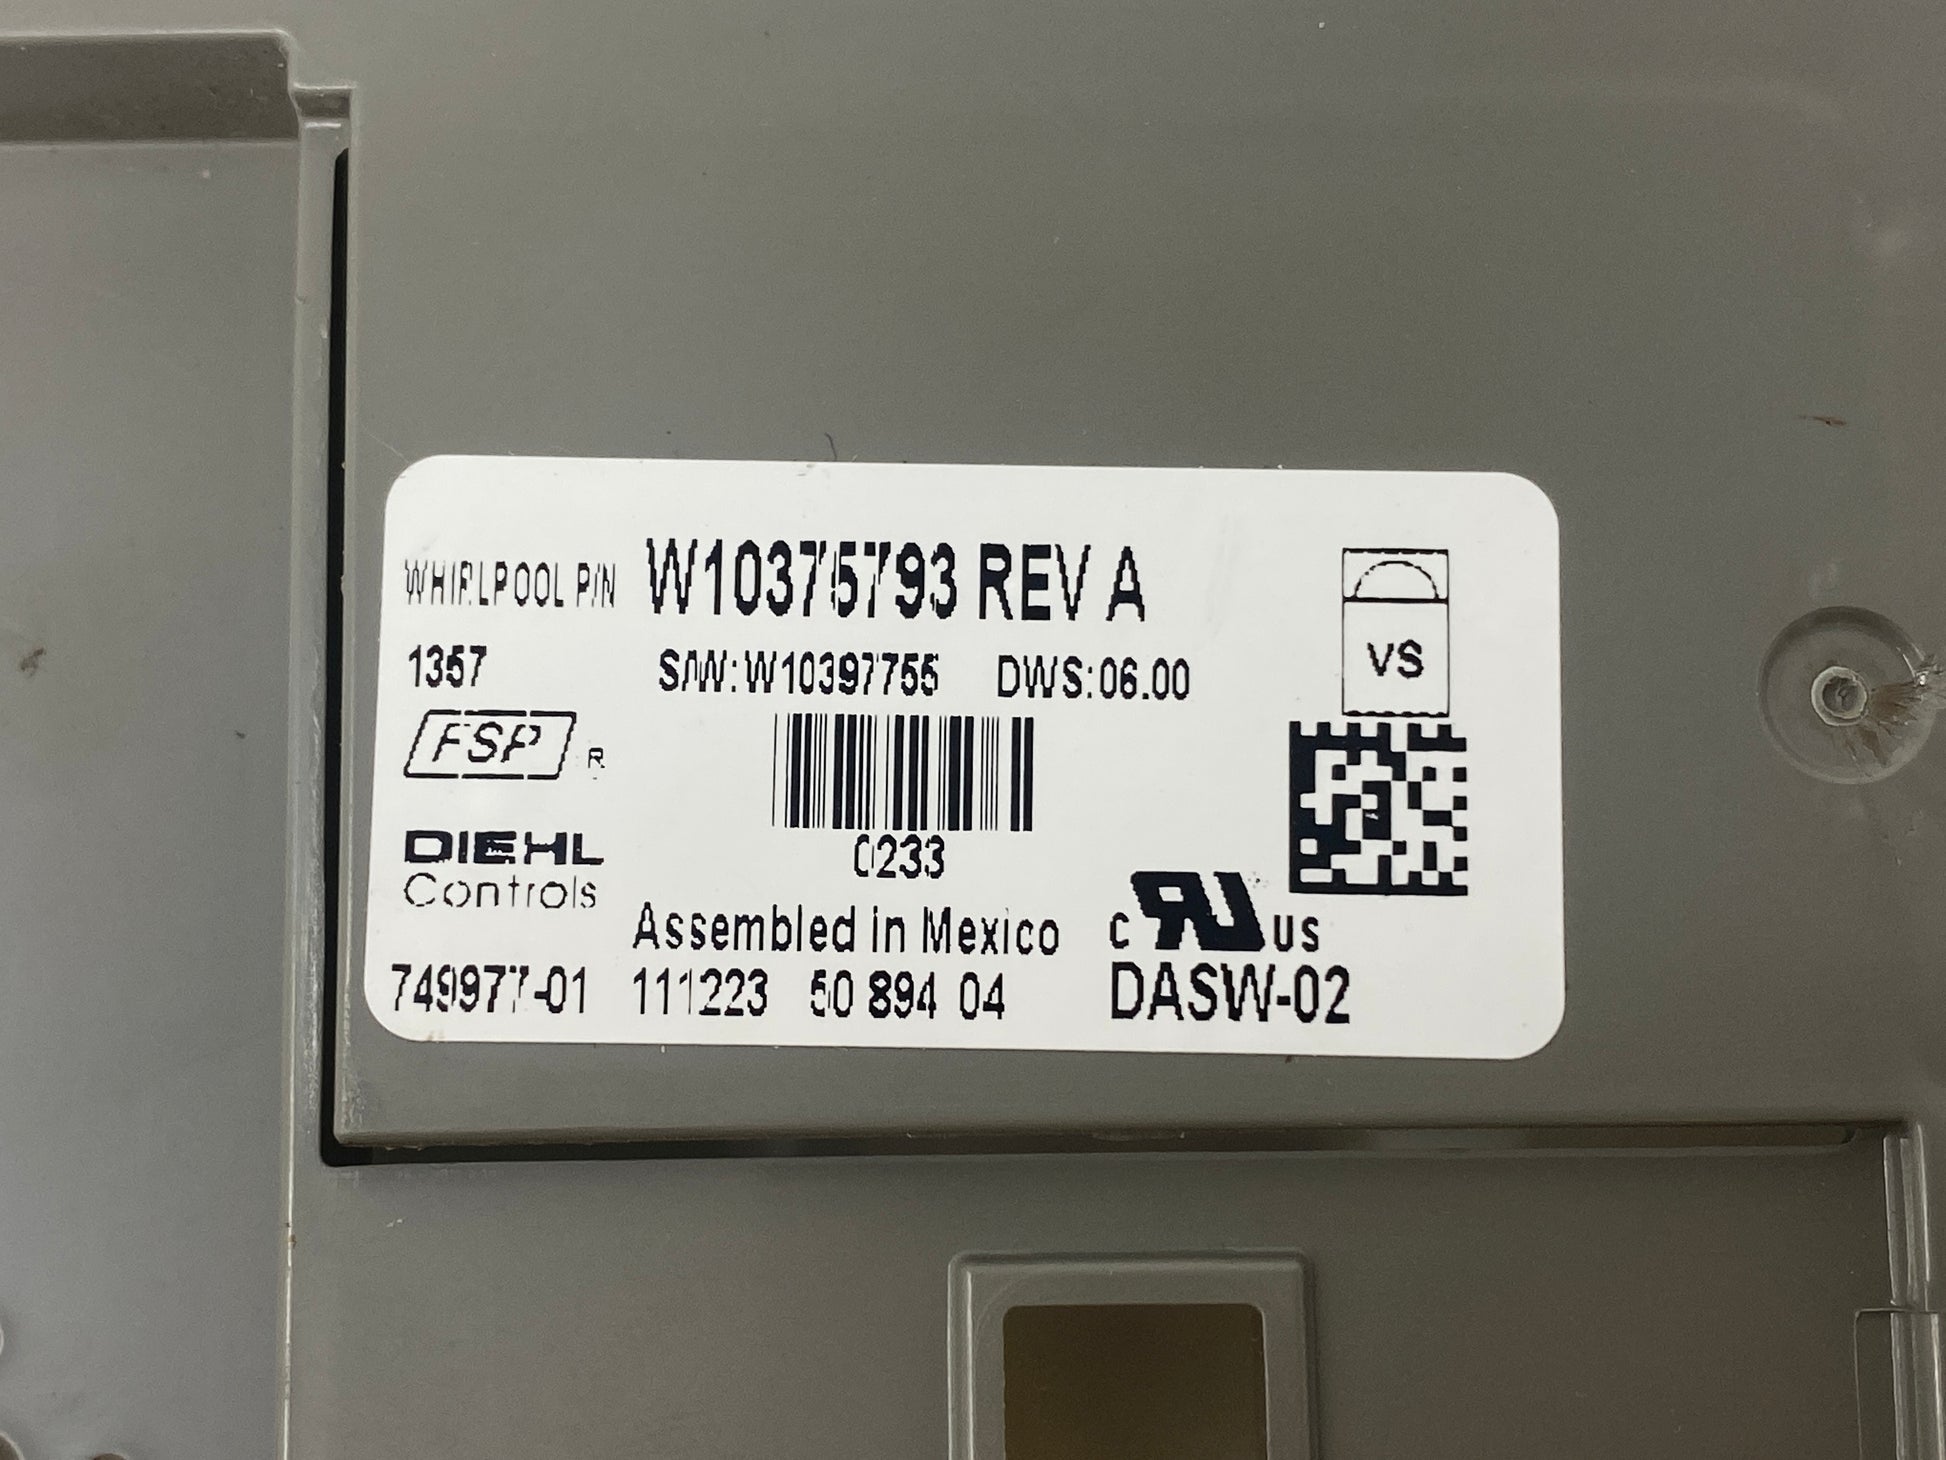 WHIRLPOOL P/N W10375793 REV A
1357 S/W:W10397755 DWS:06.00
VS
FSP R
0233
DIEHL
Controls
Assembled in Mexico
c RU US
749977-01 111223 50 894 04 DASW-02